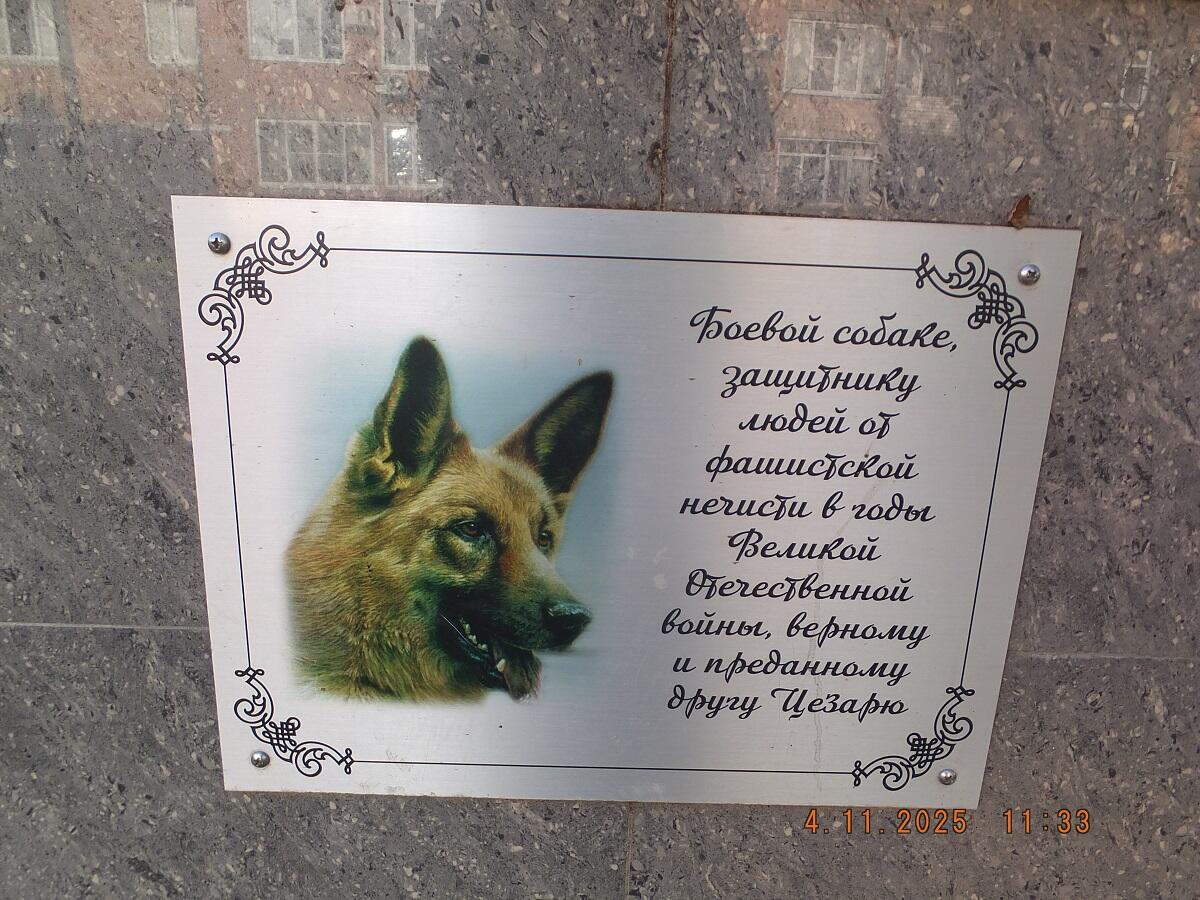 Боевой собаке,
защитнику
людей от
фашистской
нечисти в годы
Великой
Отечественной
войны, верному
и преданному
другу Цезарю
4.11.2025 11:33